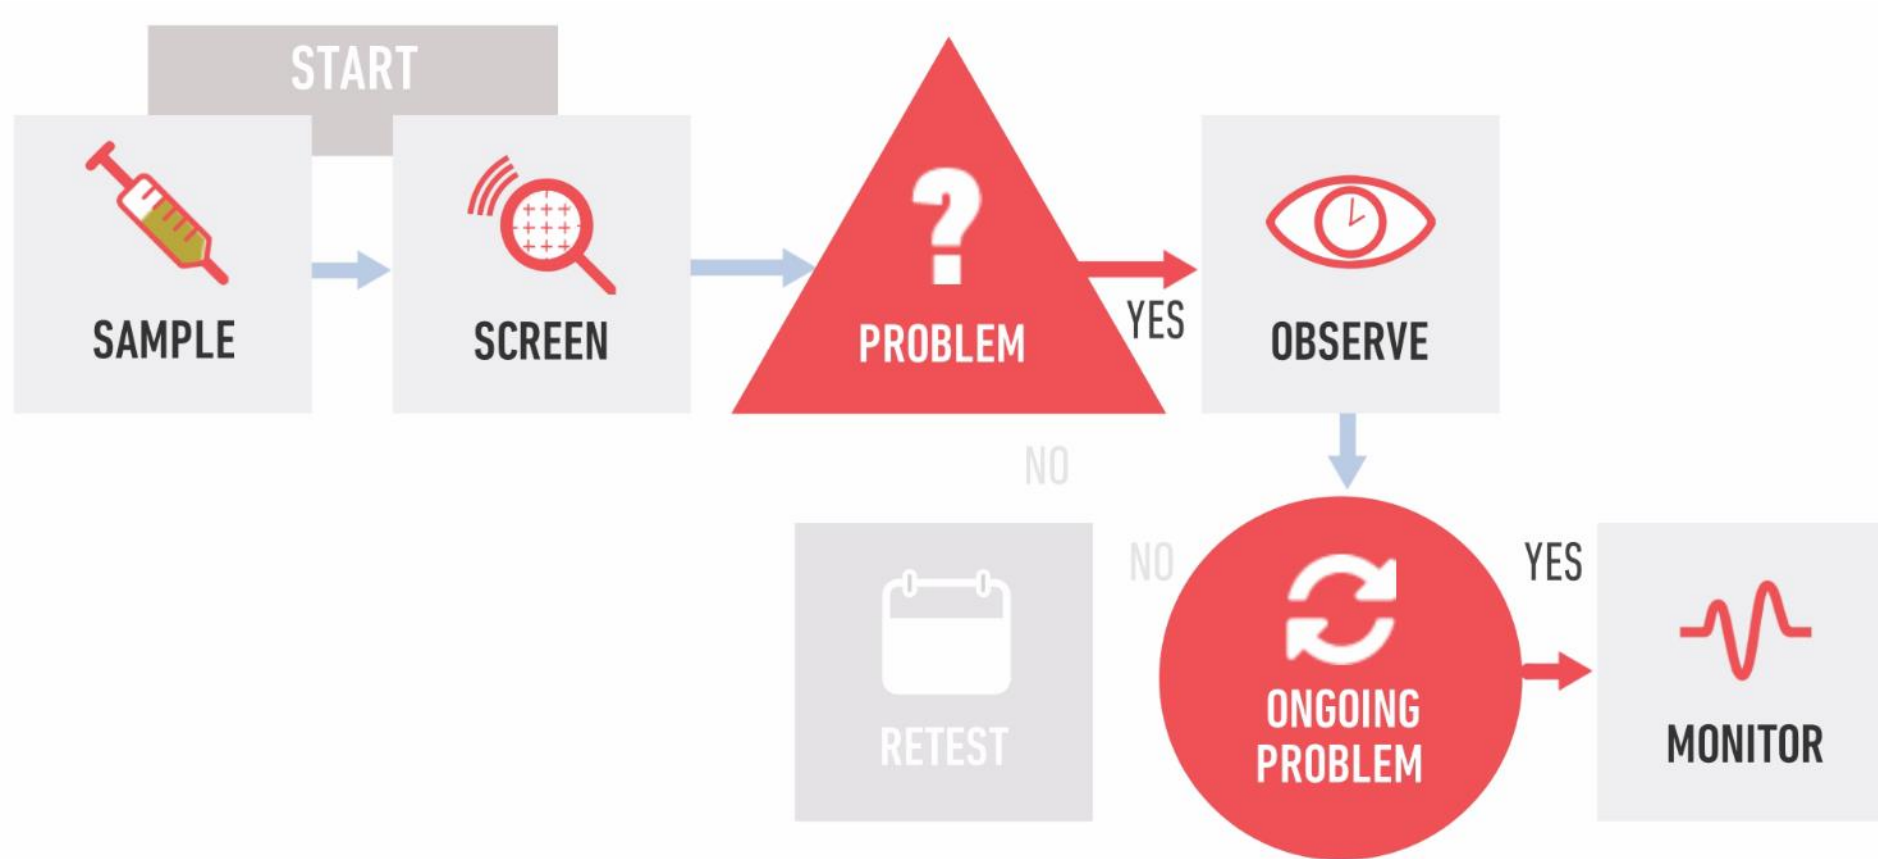 START
SAMPLE
SCREEN
PROBLEM
YES
OBSERVE
NO
NO
YES
RETEST
ONGOING
PROBLEM
MONITOR